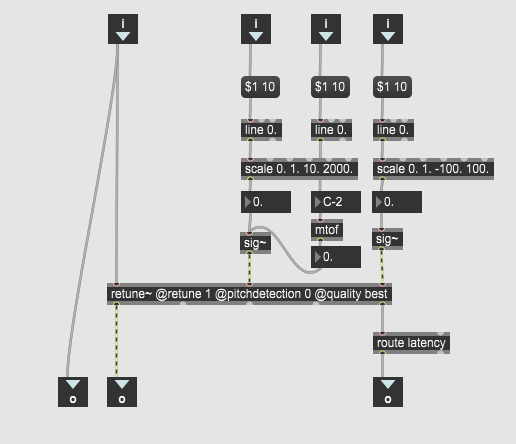 i i i i
$1 10 $1 10 $1 10
line 0. line 0. line 0.
scale 0. 1. 10. 2000. scale 0. 1. -100. 100.
0. C-2 0.
mtof
sig~ sig~
0.
retune~ @retune 1 @pitchdetection 0 @quality best
route latency
o o o